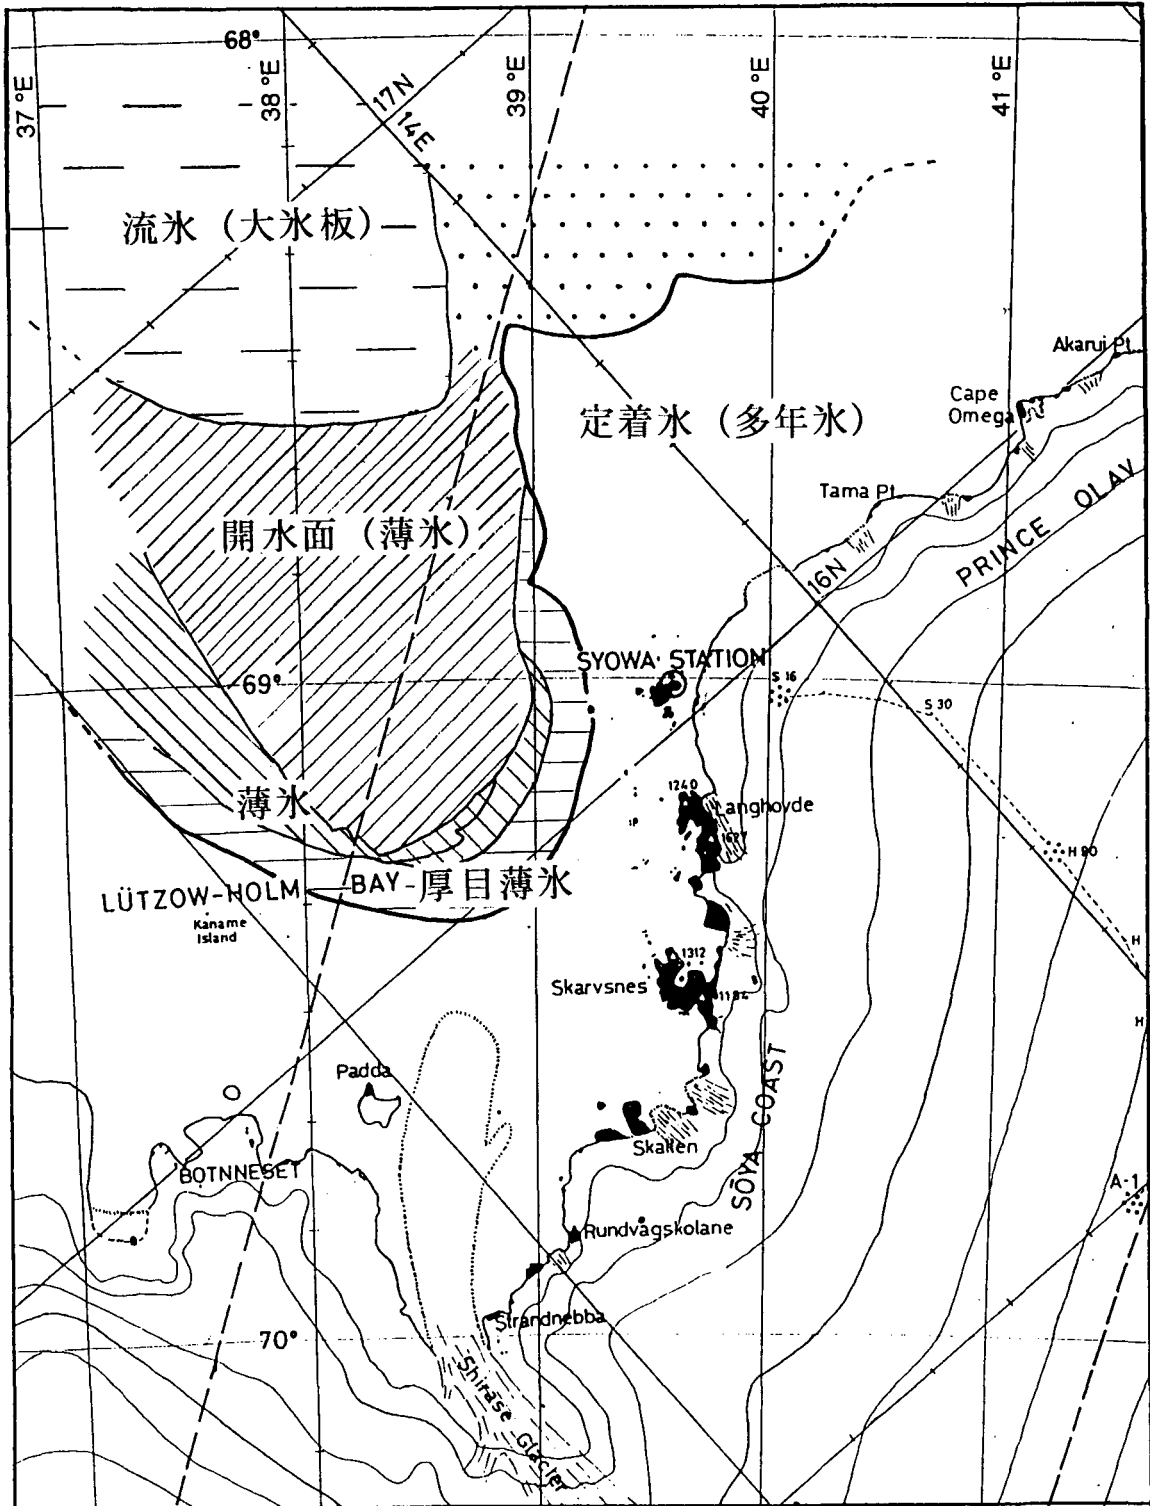 68°
37°E
38°E
39°E
40°E
41°E
17N
14E
流氷（大氷板）
Akarui Pt.
Cape
Omega
定着氷（多年氷）
Tama Pt.
PRINCE OLAV
開水面（薄氷）
16N
SYOWA STATION
69°
S 16
S 30
薄氷
1240
Langhovde
H 90
LÜTZOW-HOLM BAY
厚目薄氷
Kaname
Island
H
1312
Skarvsnes
H
Padda
SŌYA COAST
Skallen
BOTNNESET
A-1
Rundvågskolane
Strandnebba
70°
Shirase Glacier